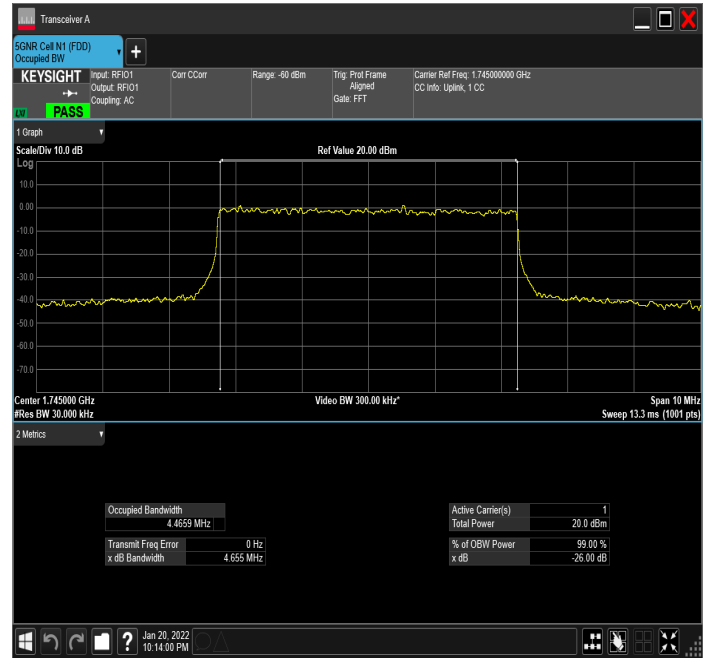 Transceiver A
5GNR Cell N1 (FDD)
Occupied BW
+
KEYSIGHT
PASS
Input: RFIO1
Output: RFIO1
Coupling: AC
Corr CCorr
Range: -60 dBm
Trig: Prot Frame
Aligned
Gate: FFT
Carrier Ref Freq: 1.745000000 GHz
CC Info: Uplink, 1 CC
1 Graph
Scale/Div 10.0 dB
Ref Value 20.00 dBm
Log
10.0
0.00
-10.0
-20.0
-30.0
-40.0
-50.0
-60.0
-70.0
Center 1.745000 GHz
Video BW 300.00 kHz*
Span 10 MHz
#Res BW 30.000 kHz
Sweep 13.3 ms (1001 pts)
2 Metrics
Occupied Bandwidth
4.4659 MHz
Transmit Freq Error 0 Hz
x dB Bandwidth 4.655 MHz
Active Carrier(s) 1
Total Power 20.0 dBm
% of OBW Power 99.00 %
x dB -26.00 dB
?
Jan 20, 2022
10:14:00 PM